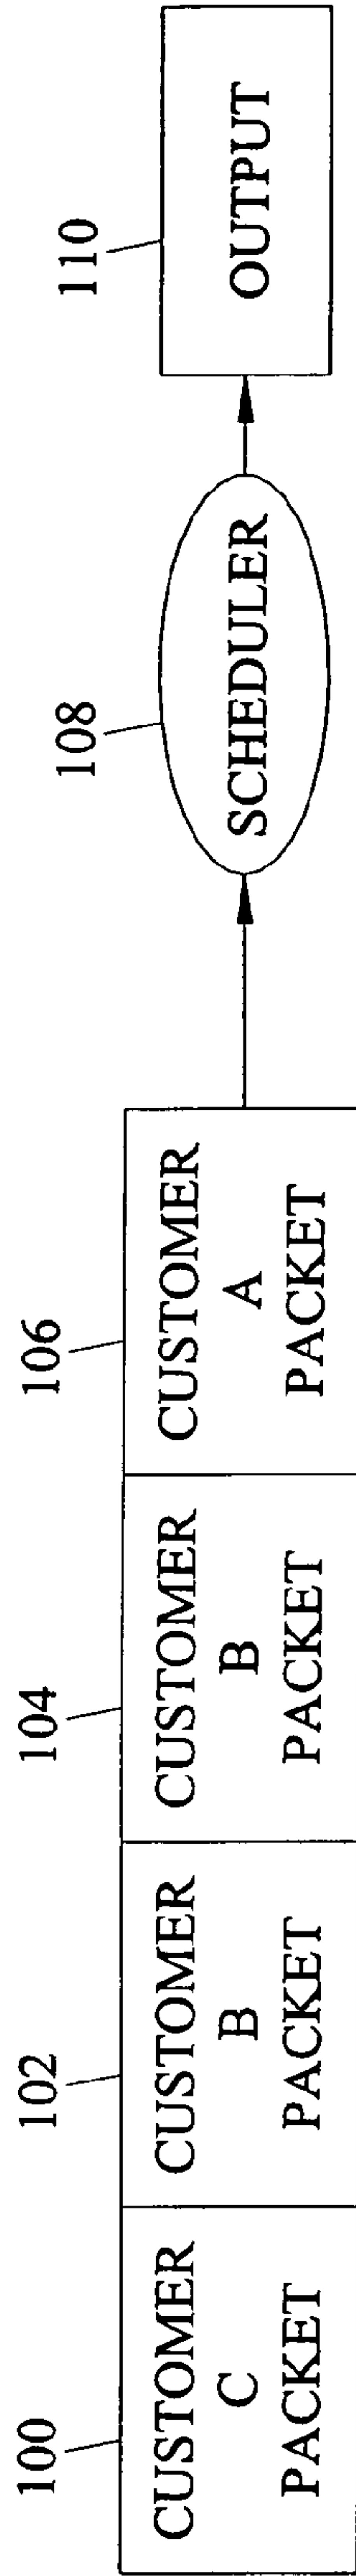 100
102
104
106
108
110
CUSTOMER
C
PACKET
CUSTOMER
B
PACKET
CUSTOMER
B
PACKET
CUSTOMER
A
PACKET
SCHEDULER
OUTPUT